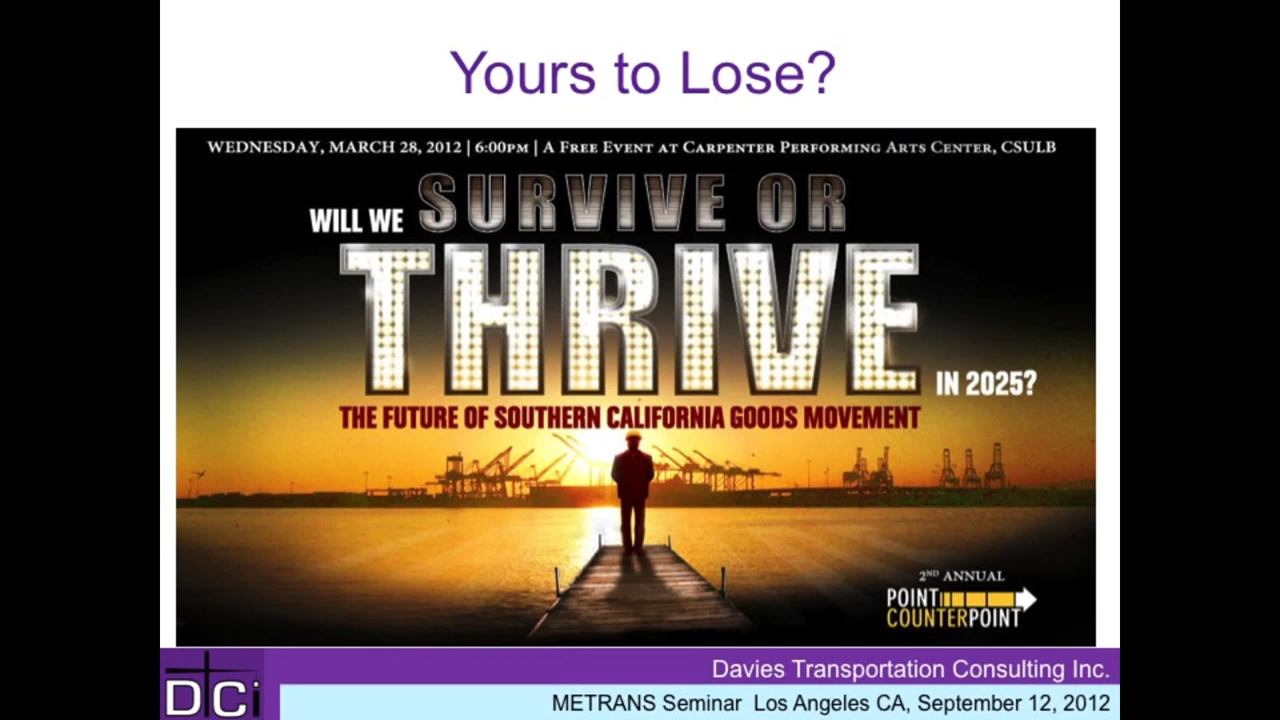 Yours to Lose?
WEDNESDAY, MARCH 28, 2012 | 6:00PM | A FREE EVENT AT CARPENTER PERFORMING ARTS CENTER, CSULB
WILL WE SURVIVE OR
THRIVE
IN 2025?
THE FUTURE OF SOUTHERN CALIFORNIA GOODS MOVEMENT
2ND ANNUAL
POINT
COUNTERPOINT
Davies Transportation Consulting Inc.
DTCi
METRANS Seminar Los Angeles CA, September 12, 2012